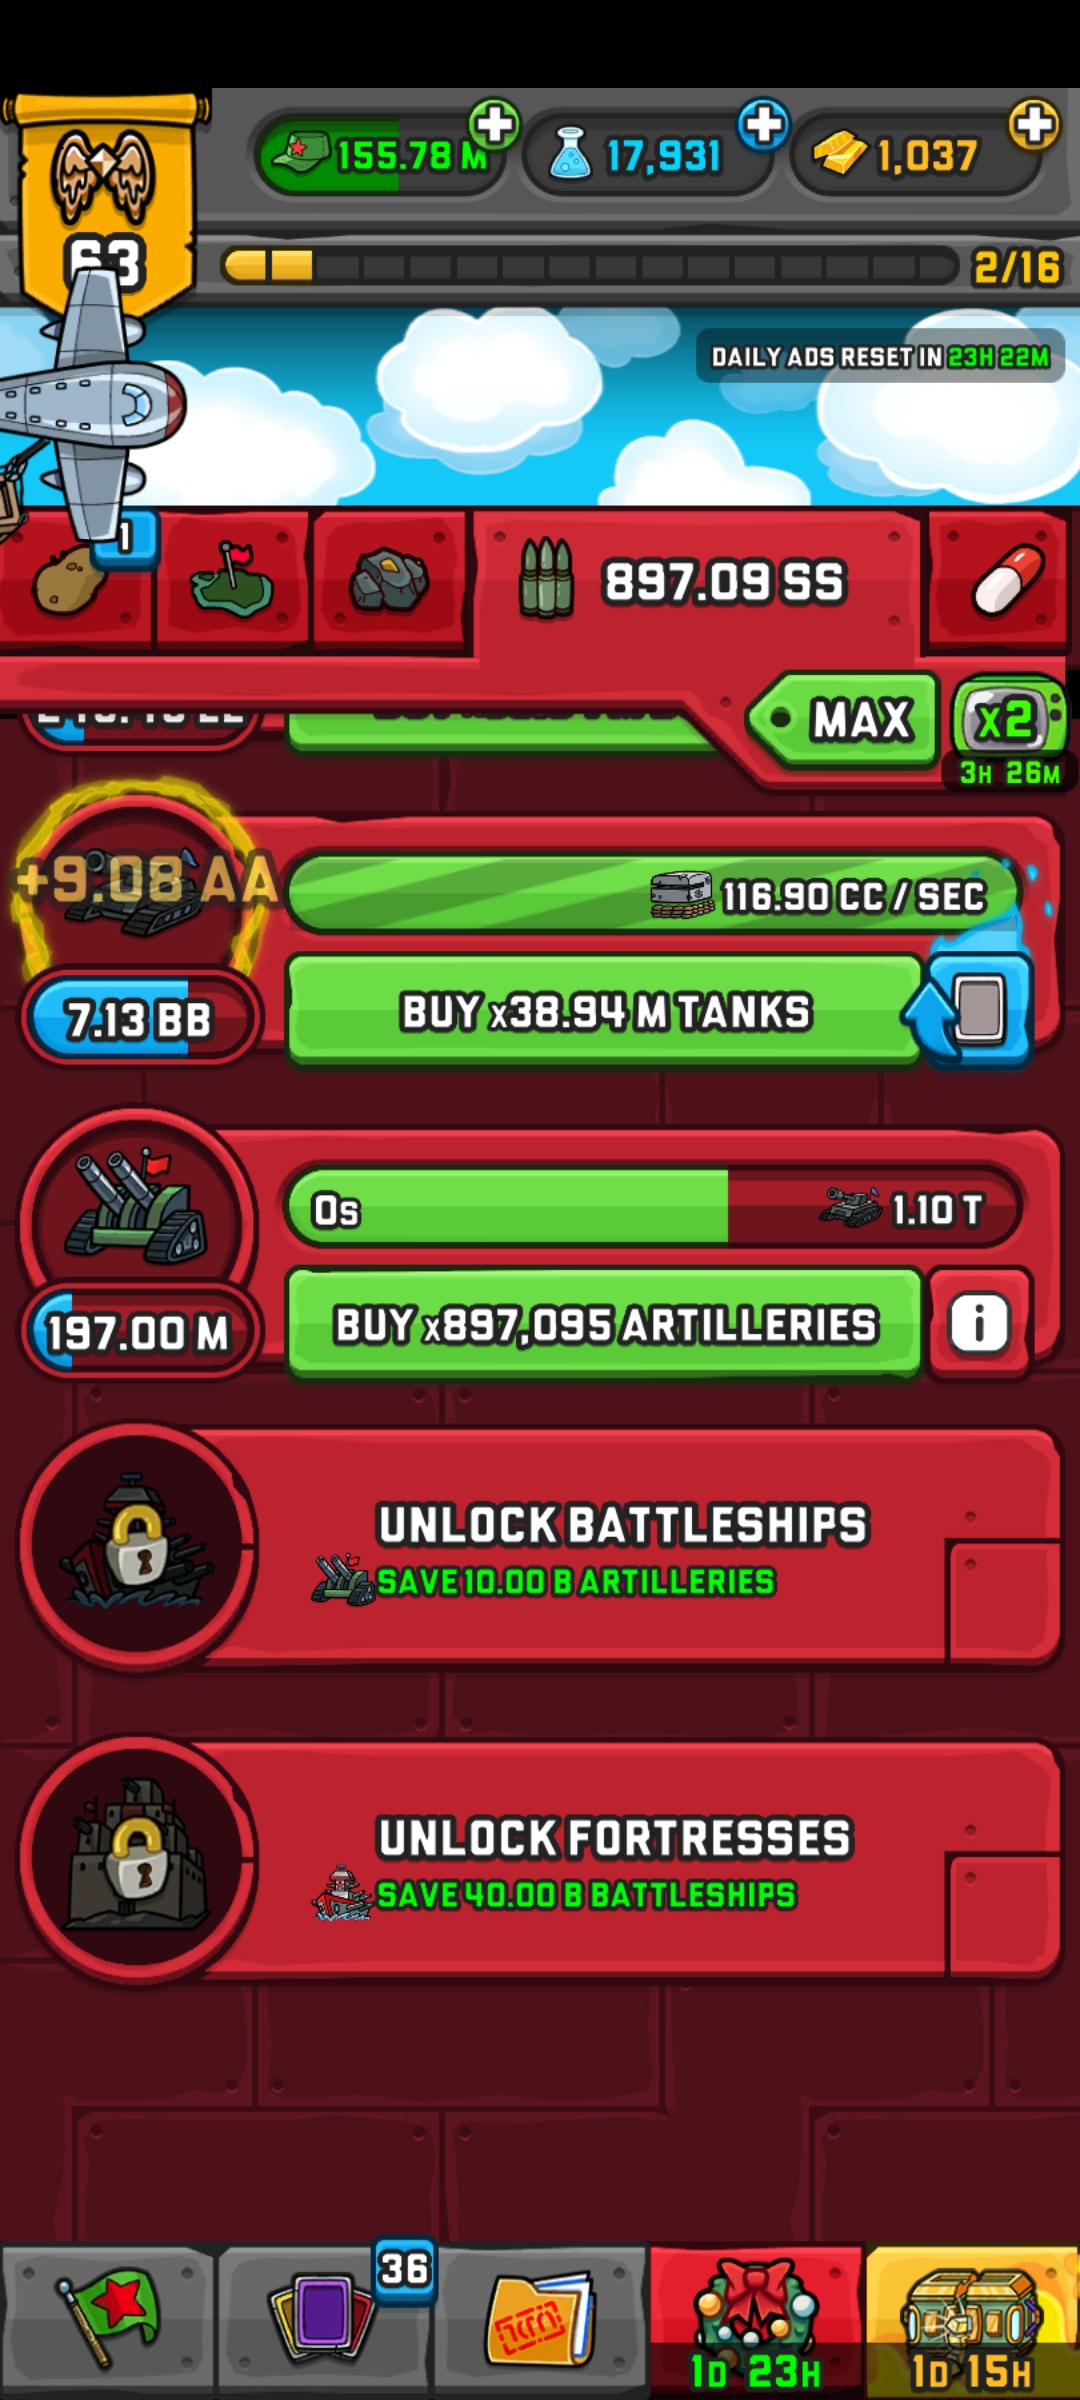 155.78 M
17,931
1,037
63
2/16
DAILY ADS RESET IN 23H 22M
1
897.09 SS
MAX
x2
3H 26M
+9.08 AA
116.90 CC / SEC
7.13 BB
BUY x38.94 M TANKS
0s
1.10 T
197.00 M
BUY x897,095 ARTILLERIES
i
UNLOCK BATTLESHIPS
SAVE 10.00 B ARTILLERIES
UNLOCK FORTRESSES
SAVE 40.00 B BATTLESHIPS
36
1D 23H
1D 15H